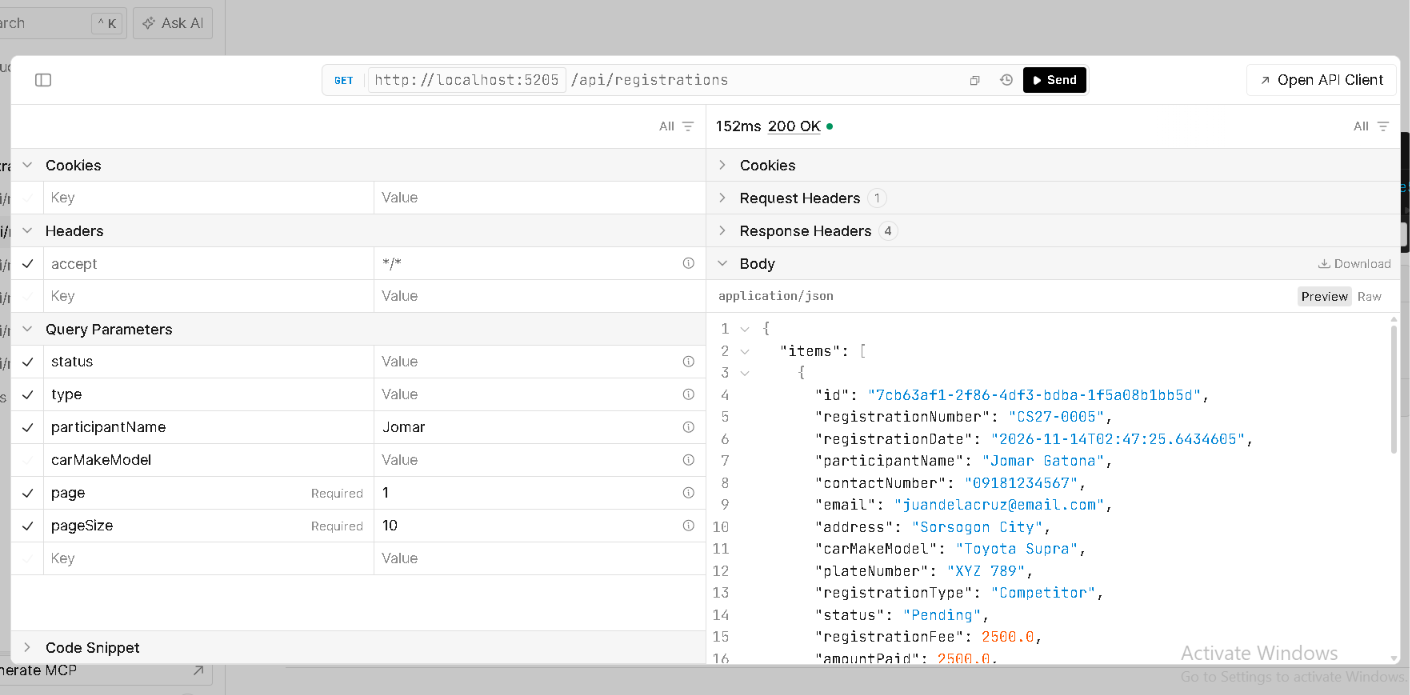 arch ^ K Ask AI
GET http://localhost:5205 /api/registrations Send Open API Client
All
152ms 200 OK All
Cookies
Key Value
Headers
accept */*
Key Value
Query Parameters
status Value
type Value
participantName Jomar
carMakeModel Value
page Required 1
pageSize Required 10
Key Value
Code Snippet
nerate MCP
Cookies
Request Headers 1
Response Headers 4
Body Download
application/json Preview Raw
1 {
2 "items": [
3 {
4 "id": "7cb63af1-2f86-4df3-bdba-1f5a08b1bb5d",
5 "registrationNumber": "CS27-0005",
6 "registrationDate": "2026-11-14T02:47:25.6434605",
7 "participantName": "Jomar Gatona",
8 "contactNumber": "09181234567",
9 "email": "juandelacruz@email.com",
10 "address": "Sorsogon City",
11 "carMakeModel": "Toyota Supra",
12 "plateNumber": "XYZ 789",
13 "registrationType": "Competitor",
14 "status": "Pending",
15 "registrationFee": 2500.0,
16 "amountPaid": 2500.0,
Activate Windows
Go to Settings to activate Windows.